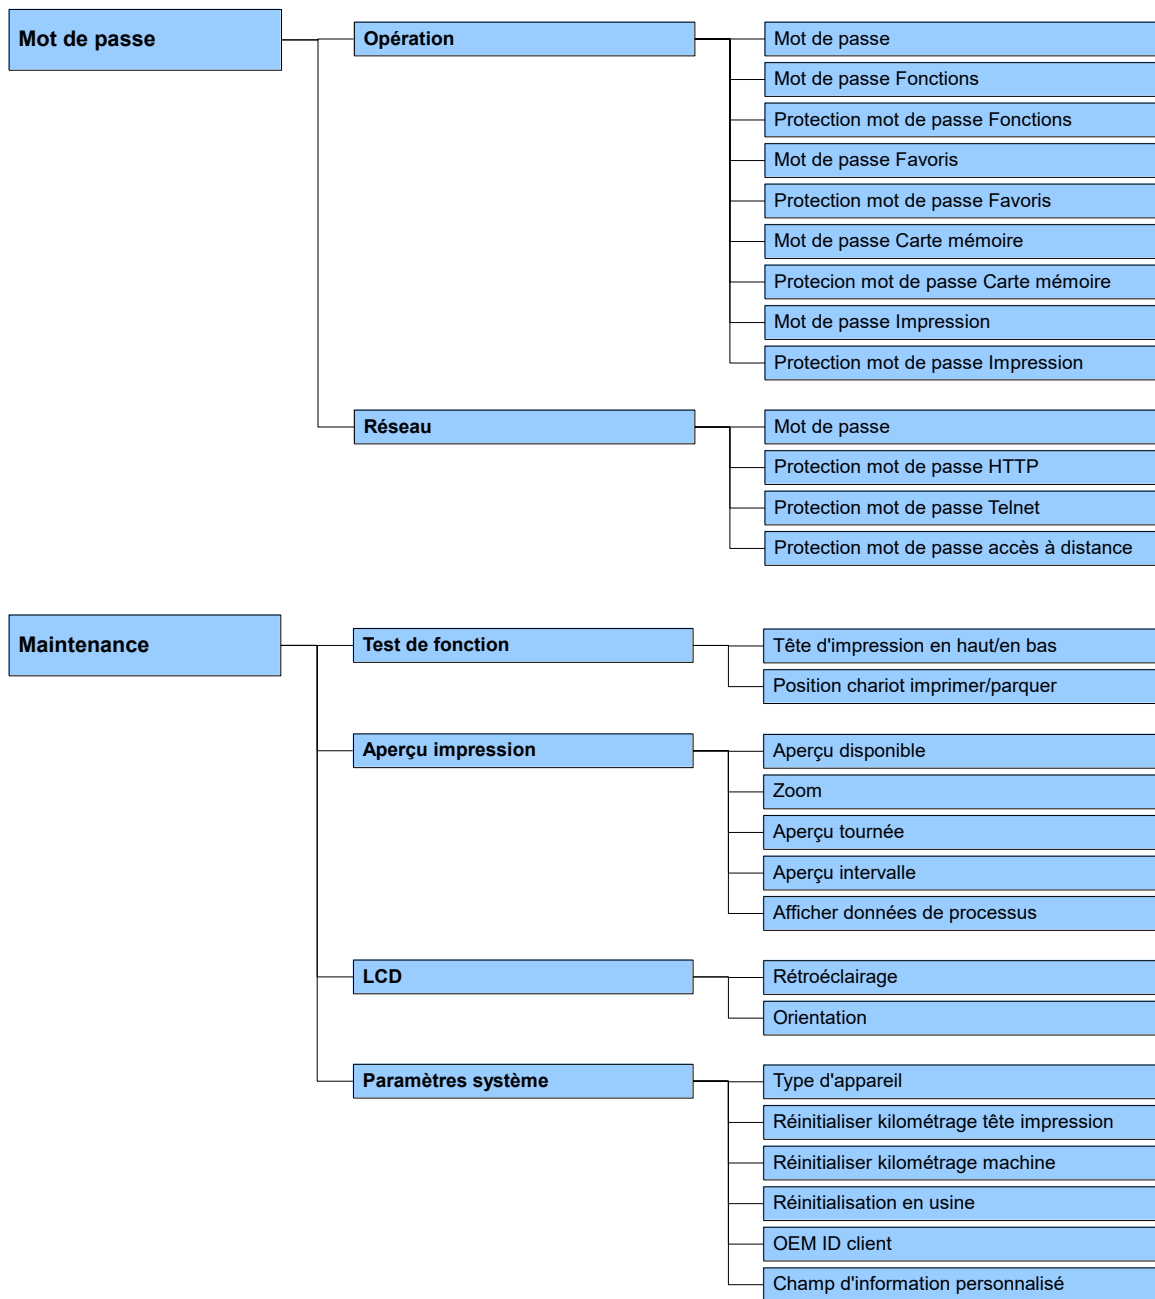 Mot de passe
Opération
Mot de passe
Mot de passe Fonctions
Protection mot de passe Fonctions
Mot de passe Favoris
Protection mot de passe Favoris
Mot de passe Carte mémoire
Protecion mot de passe Carte mémoire
Mot de passe Impression
Protection mot de passe Impression
Réseau
Mot de passe
Protection mot de passe HTTP
Protection mot de passe Telnet
Protection mot de passe accès à distance
Maintenance
Test de fonction
Tête d'impression en haut/en bas
Position chariot imprimer/parquer
Aperçu impression
Aperçu disponible
Zoom
Aperçu tournée
Aperçu intervalle
Afficher données de processus
LCD
Rétroéclairage
Orientation
Paramètres système
Type d'appareil
Réinitialiser kilométrage tête impression
Réinitialiser kilométrage machine
Réinitialisation en usine
OEM ID client
Champ d'information personnalisé